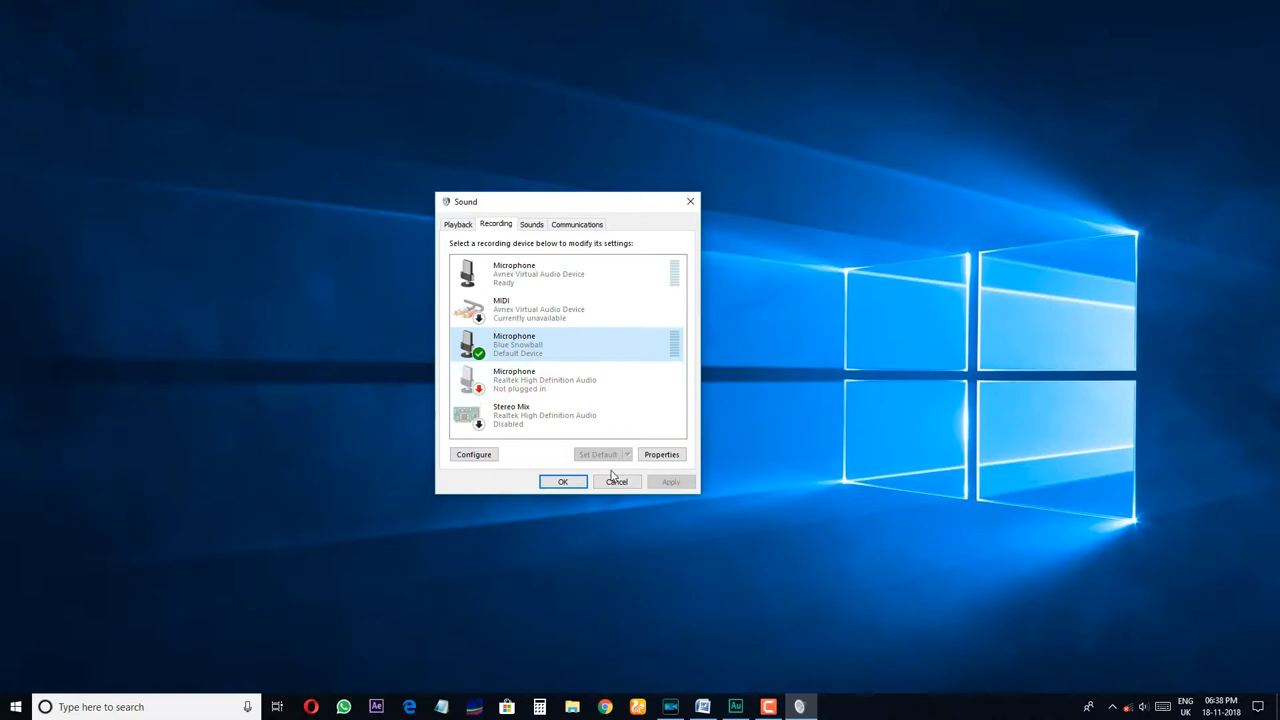 Sound
Playback
Recording
Sounds
Communications
Select a recording device below to modify its settings:
Microphone
Avnex Virtual Audio Device
Ready
MIDI
Avnex Virtual Audio Device
Currently unavailable
Microphone
Blue Snowball
Default Device
Microphone
Realtek High Definition Audio
Not plugged in
Stereo Mix
Realtek High Definition Audio
Disabled
Configure
Set Default
Properties
OK
Cancel
Apply
Type here to search
Ae
Au
ENG
UK
06:38 PM
18-11-2018